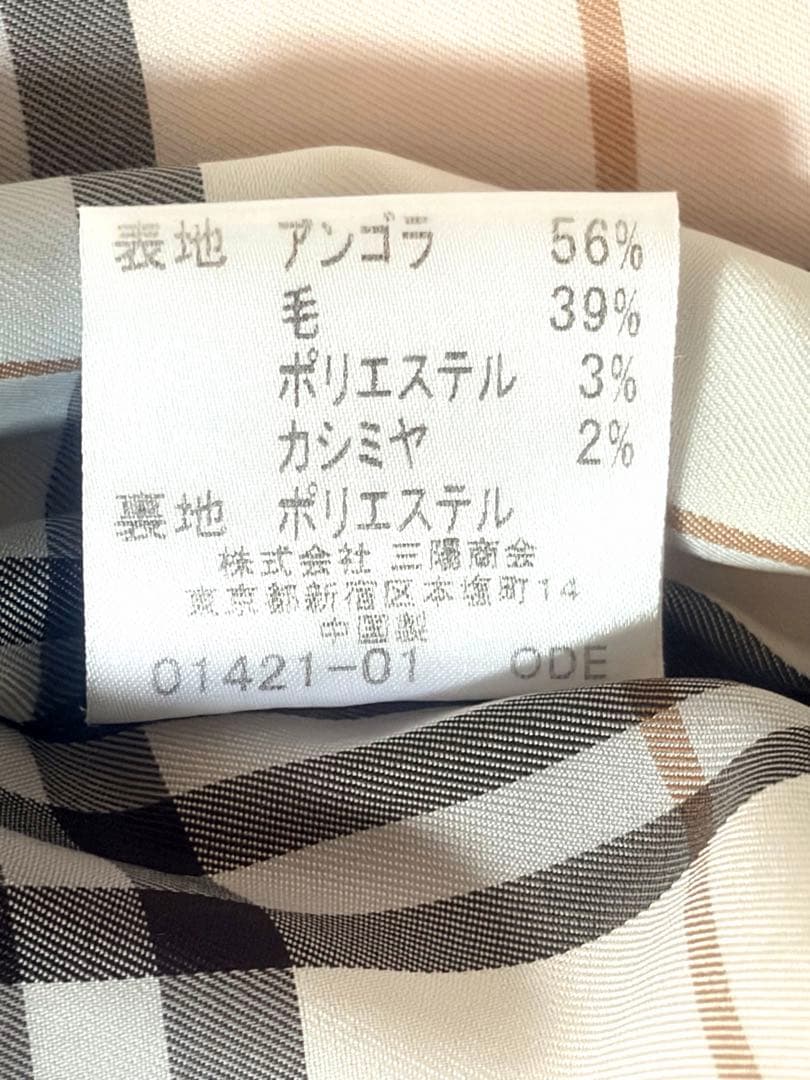 表地 アンゴラ 56%
毛 39%
ポリエステル 3%
カシミヤ 2%
裏地 ポリエステル
株式会社 三陽商会
東京都新宿区本塩町14
中国製
01421-01 ODE